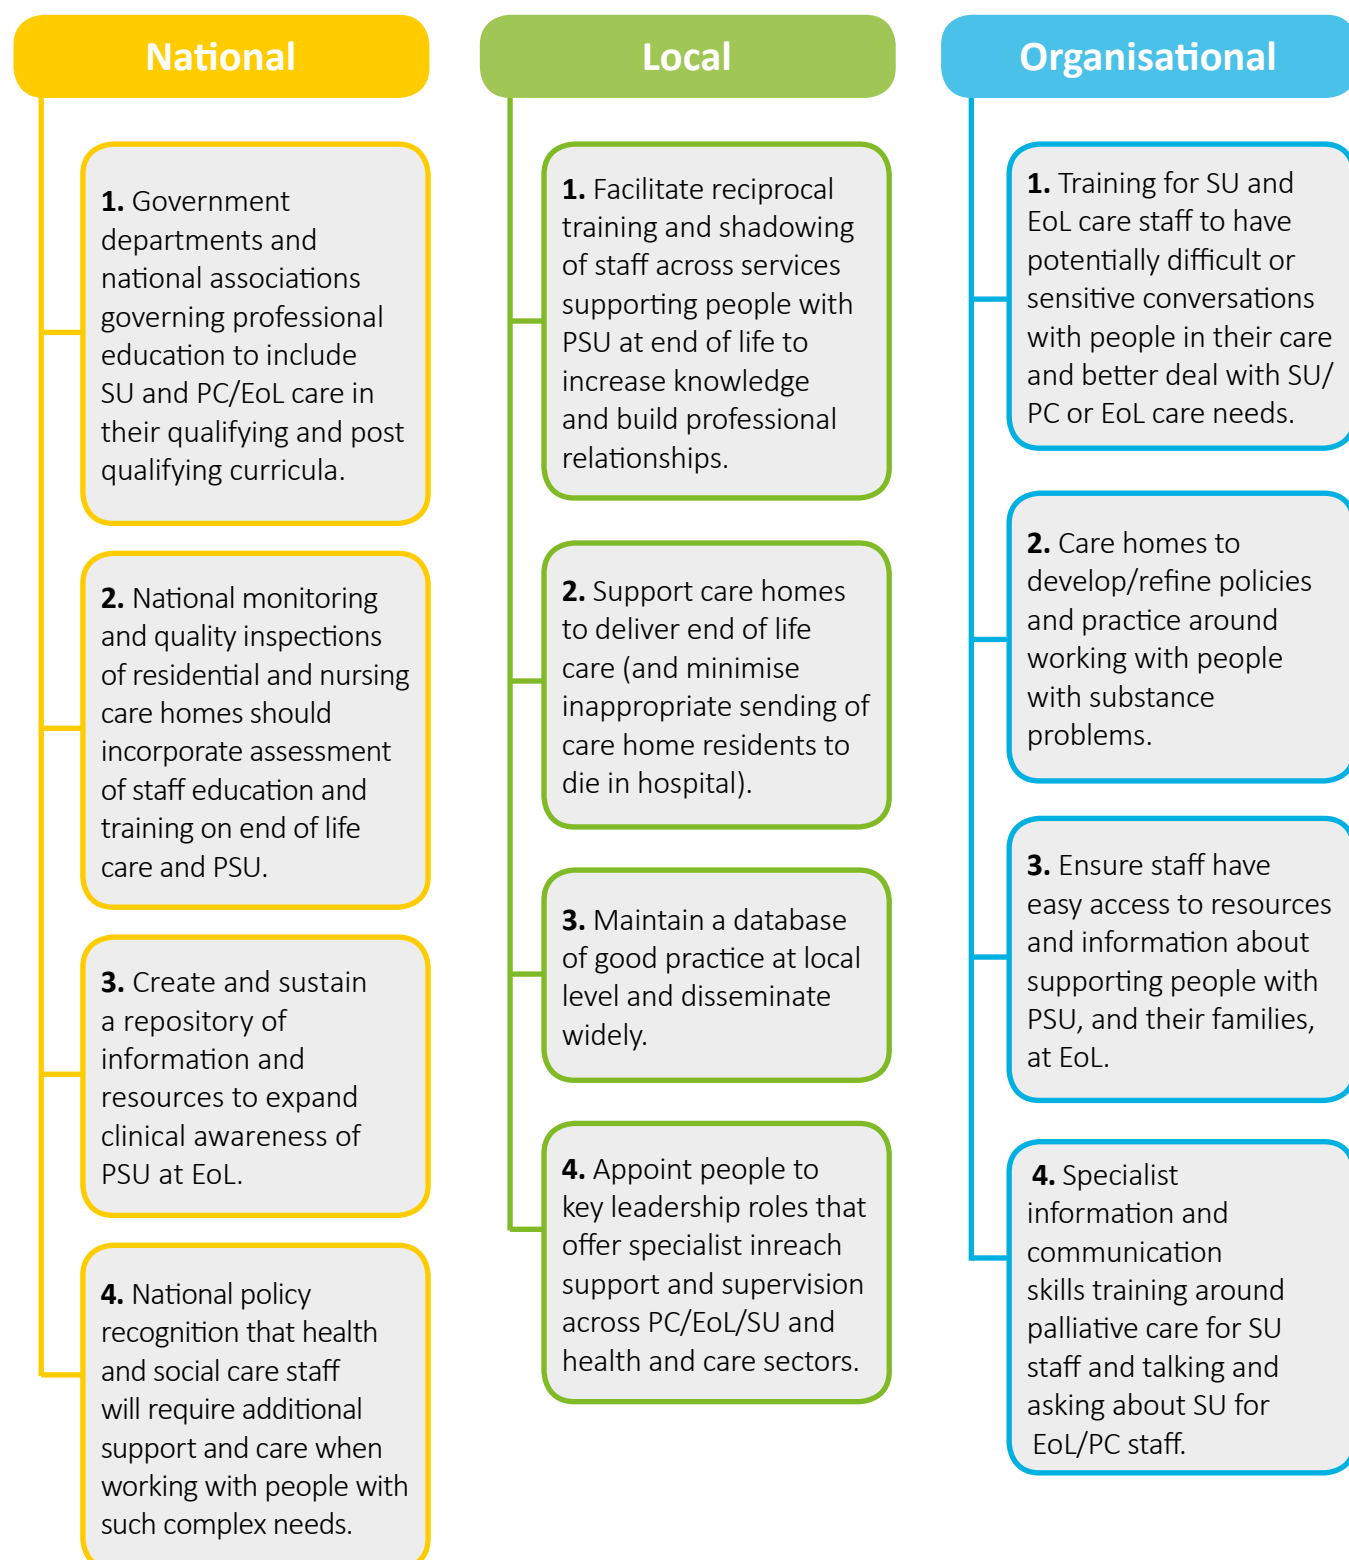 National
1. Government
departments and
national associations
governing professional
education to include
SU and PC/EoL care in
their qualifying and post
qualifying curricula.
2. National monitoring
and quality inspections
of residential and nursing
care homes should
incorporate assessment
of staff education and
training on end of life
care and PSU.
3. Create and sustain
a repository of
information and
resources to expand
clinical awareness of
PSU at EoL.
4. National policy
recognition that health
and social care staff
will require additional
support and care when
working with people with
such complex needs.
Local
1. Facilitate reciprocal
training and shadowing
of staff across services
supporting people with
PSU at end of life to
increase knowledge
and build professional
relationships.
2. Support care homes
to deliver end of life
care (and minimise
inappropriate sending of
care home residents to
die in hospital).
3. Maintain a database
of good practice at local
level and disseminate
widely.
4. Appoint people to
key leadership roles that
offer specialist inreach
support and supervision
across PC/EoL/SU and
health and care sectors.
Organisational
1. Training for SU and
EoL care staff to have
potentially difficult or
sensitive conversations
with people in their care
and better deal with SU/
PC or EoL care needs.
2. Care homes to
develop/refine policies
and practice around
working with people
with substance
problems.
3. Ensure staff have
easy access to resources
and information about
supporting people with
PSU, and their families,
at EoL.
4. Specialist
information and
communication
skills training around
palliative care for SU
staff and talking and
asking about SU for
EoL/PC staff.